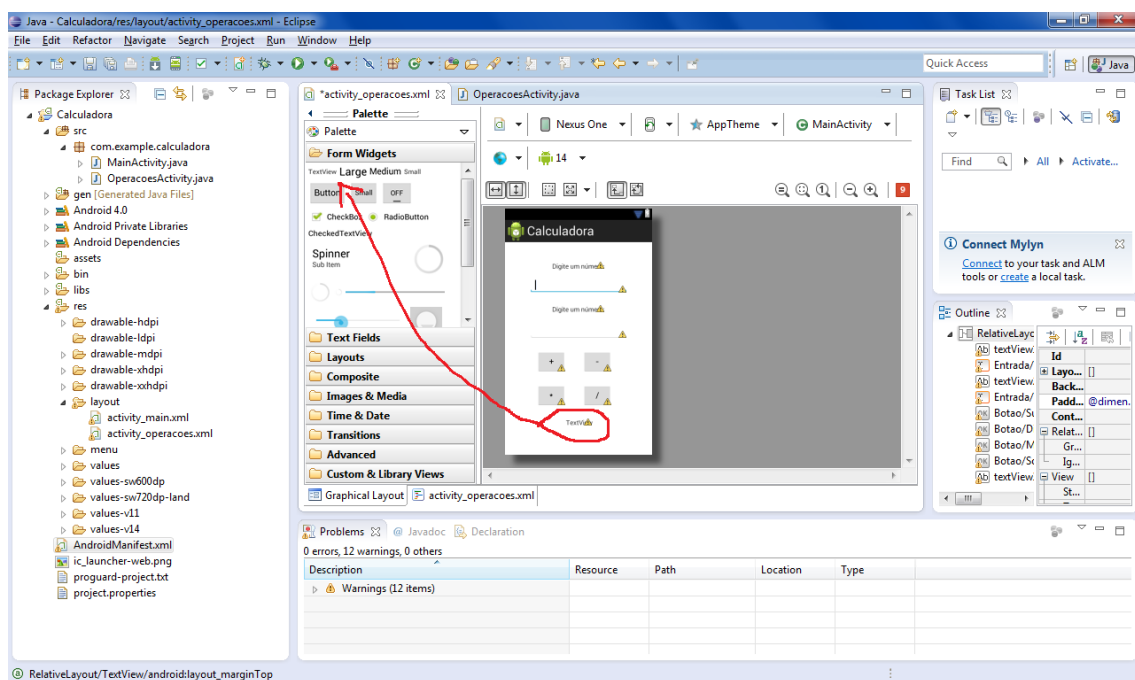 Java - Calculadora/res/layout/activity_operacoes.xml - Eclipse
File Edit Refactor Navigate Search Project Run Window Help
Quick Access
Java
Package Explorer
Calculadora
src
com.example.calculadora
MainActivity.java
OperacoesActivity.java
gen [Generated Java Files]
Android 4.0
Android Private Libraries
Android Dependencies
assets
bin
libs
res
drawable-hdpi
drawable-ldpi
drawable-mdpi
drawable-xhdpi
drawable-xxhdpi
layout
activity_main.xml
activity_operacoes.xml
menu
values
values-sw600dp
values-sw720dp-land
values-v11
values-v14
AndroidManifest.xml
ic_launcher-web.png
proguard-project.txt
project.properties
*activity_operacoes.xml
OperacoesActivity.java
Palette
Palette
Form Widgets
TextView Large Medium Small
Button Small OFF
CheckBox RadioButton
CheckedTextView
Spinner
Sub Item
Text Fields
Layouts
Composite
Images & Media
Time & Date
Transitions
Advanced
Custom & Library Views
Nexus One AppTheme MainActivity
14
9
Calculadora
Digite um número
Digite um número
+ -
* /
TextView
Graphical Layout activity_operacoes.xml
Task List
Find All Activate...
Connect Mylyn
Connect to your task and ALM
tools or create a local task.
Outline
RelativeLayc
textView.
Entrada/
textView.
Entrada/
Botao/Su
Botao/D
Botao/M
Botao/Sc
textView.
Id
Layo... []
Back...
Padd... @dimen.
Cont...
Relat... []
Gr...
Ig...
View []
St...
Problems Javadoc Declaration
0 errors, 12 warnings, 0 others
Description Resource Path Location Type
Warnings (12 items)
RelativeLayout/TextView/android:layout_marginTop